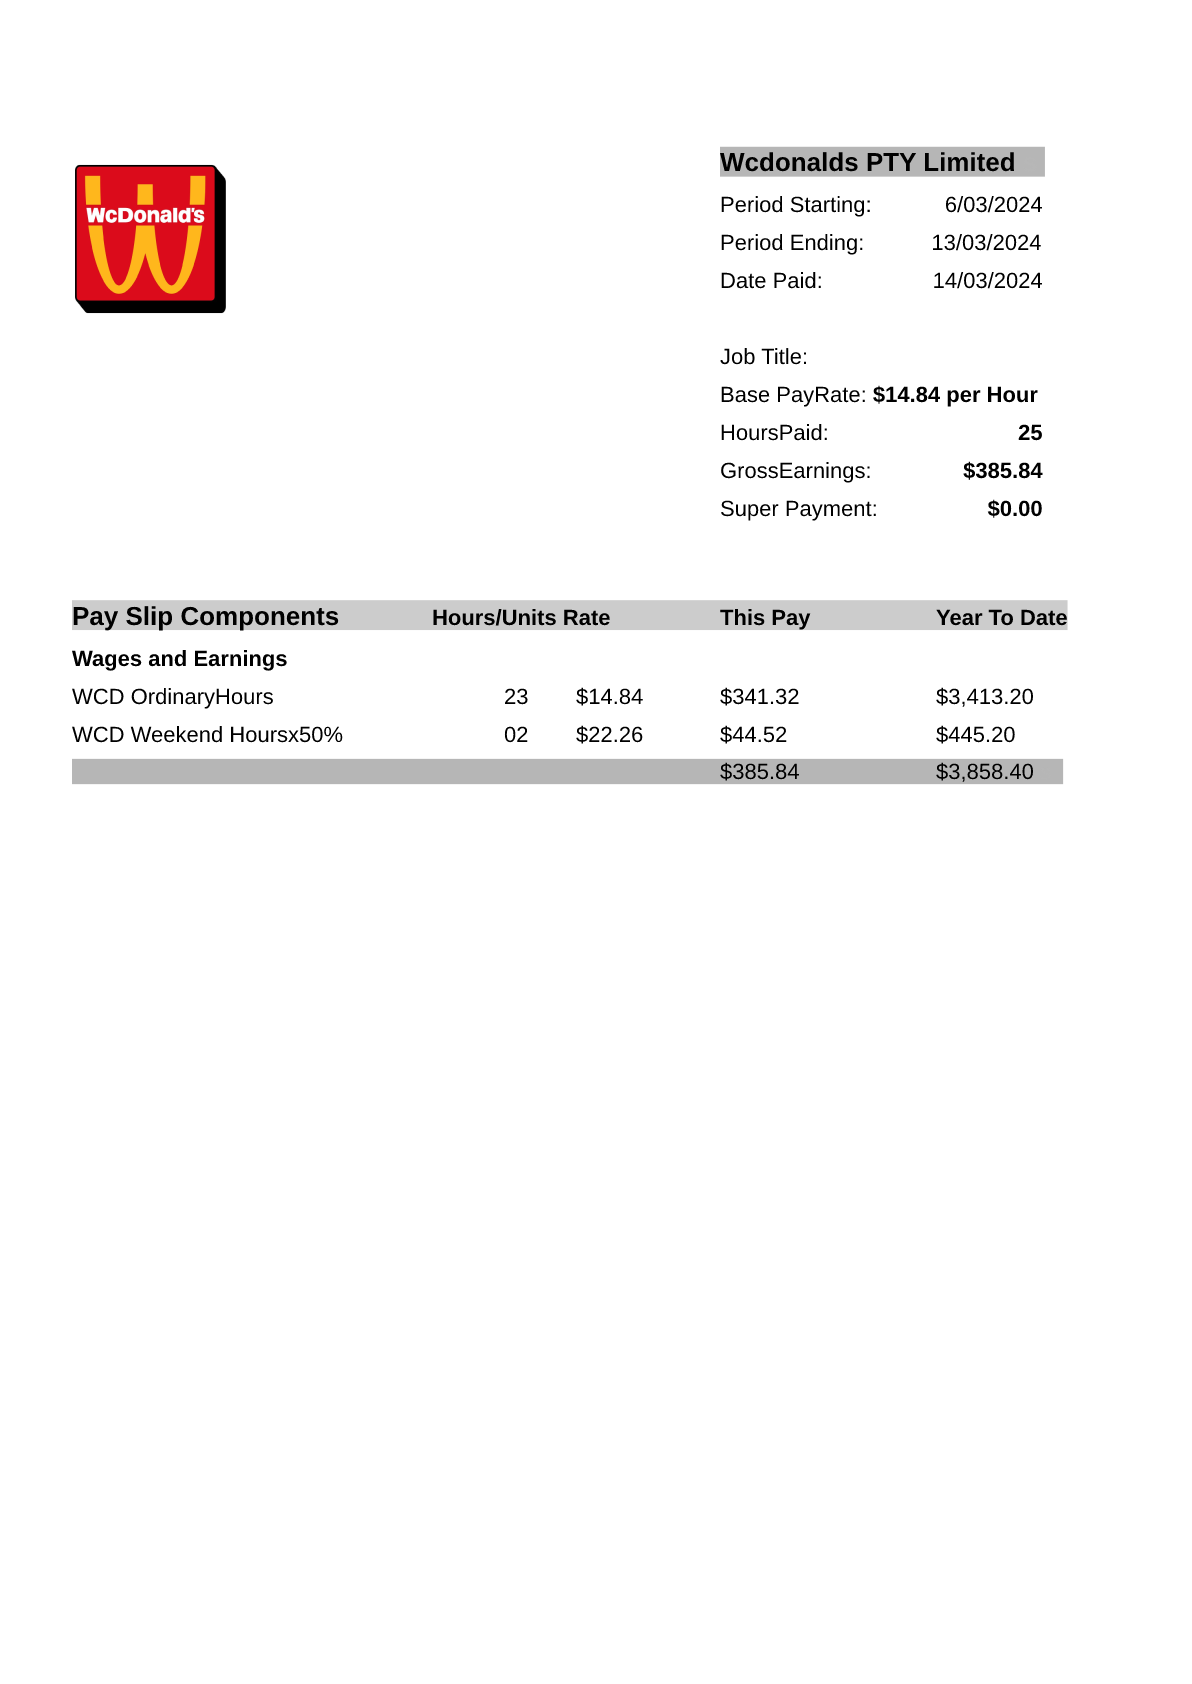 Wcdonalds PTY Limited
WcDonald's
Period Starting: 6/03/2024
Period Ending: 13/03/2024
Date Paid: 14/03/2024
Job Title:
Base PayRate: $14.84 per Hour
HoursPaid: 25
GrossEarnings: $385.84
Super Payment: $0.00
Pay Slip Components Hours/Units Rate This Pay Year To Date
Wages and Earnings
WCD OrdinaryHours 23 $14.84 $341.32 $3,413.20
WCD Weekend Hoursx50% 02 $22.26 $44.52 $445.20
$385.84 $3,858.40